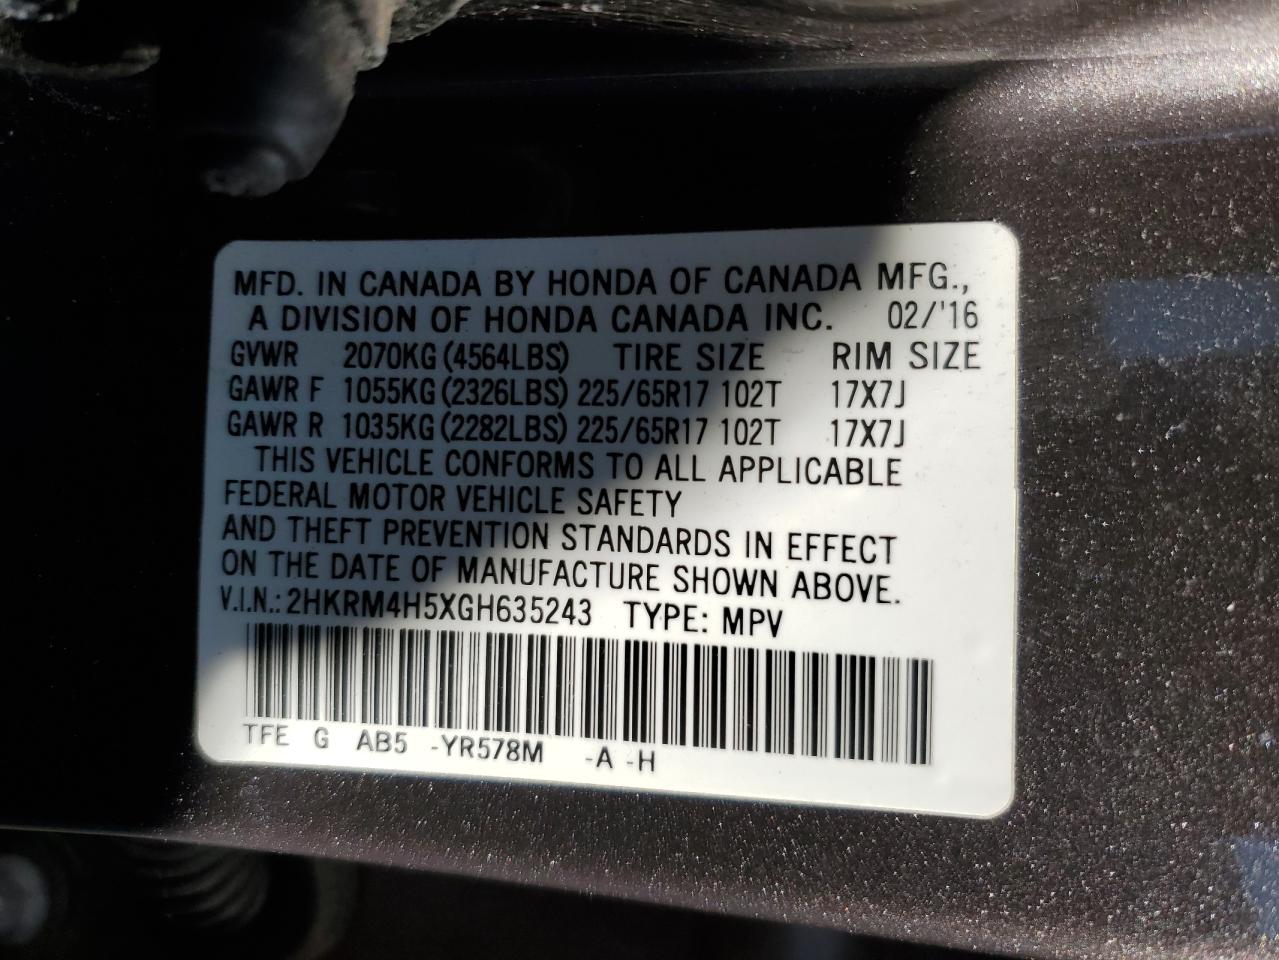 MFD. IN CANADA BY HONDA OF CANADA MFG.,
A DIVISION OF HONDA CANADA INC. 02/'16
GVWR 2070KG (4564LBS) TIRE SIZE RIM SIZE
GAWR F 1055KG (2326LBS) 225/65R17 102T 17X7J
GAWR R 1035KG (2282LBS) 225/65R17 102T 17X7J
THIS VEHICLE CONFORMS TO ALL APPLICABLE
FEDERAL MOTOR VEHICLE SAFETY
AND THEFT PREVENTION STANDARDS IN EFFECT
ON THE DATE OF MANUFACTURE SHOWN ABOVE.
V.I.N.: 2HKRM4H5XGH635243 TYPE: MPV
TFE G AB5 -YR578M -A -H